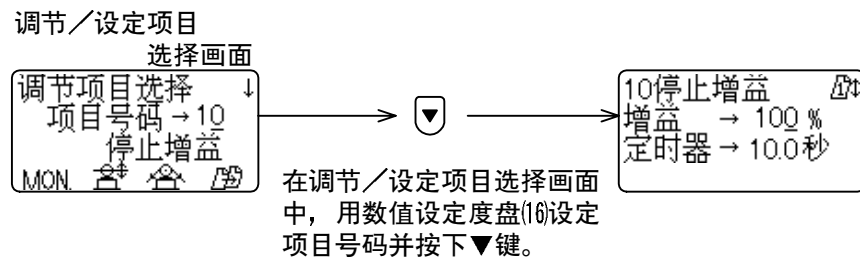 调节／设定项目
选择画面
调节项目选择 ↓
项目号码→10
停止增益
MON.
▼
在调节／设定项目选择画面
中，用数值设定度盘(16)设定
项目号码并按下▼键。
10停止增益
增益 → 100 %
定时器→ 10.0秒